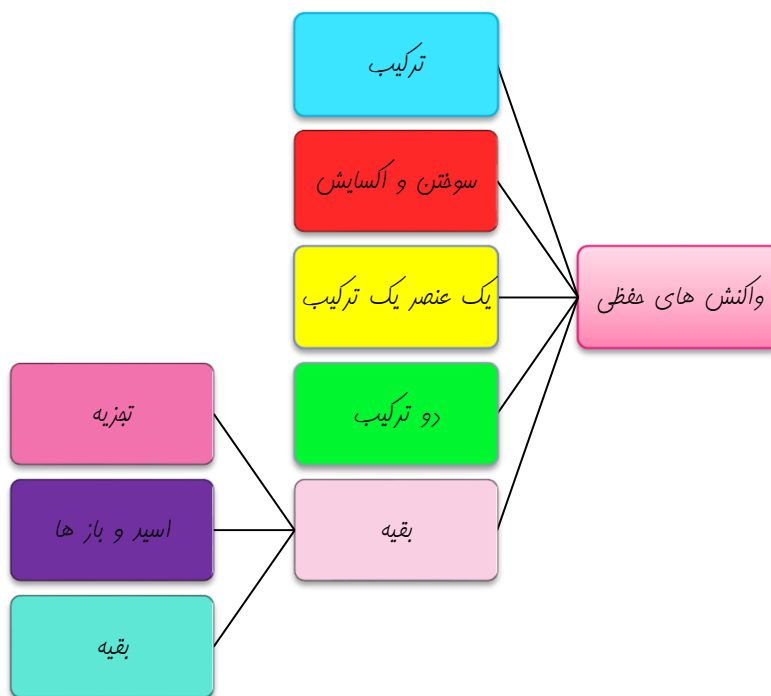 واکنش های حفظی
ترکیب
سوختن و اکسایش
یک عنصر یک ترکیب
دو ترکیب
بقیه
تجزیه
اسید و باز ها
بقیه